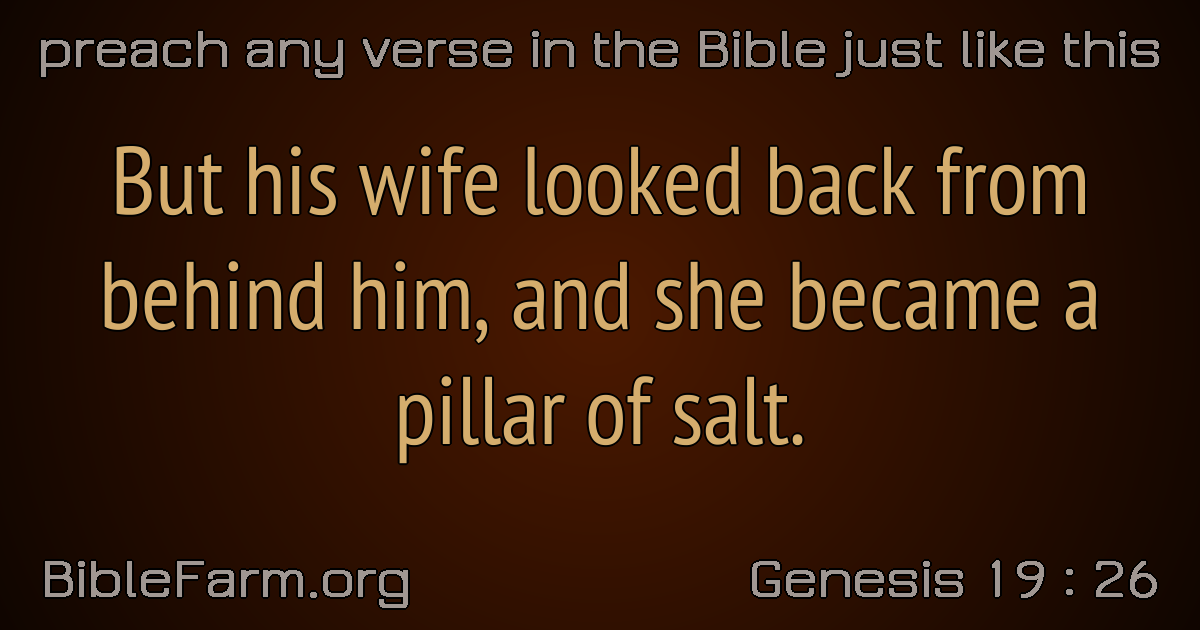 preach any verse in the Bible just like this
But his wife looked back from
behind him, and she became a
pillar of salt.
BibleFarm.org
Genesis 19 : 26